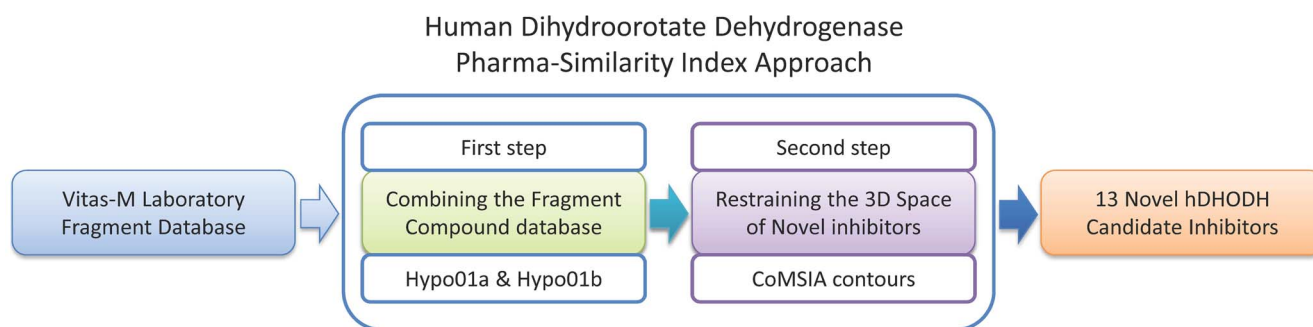 Human Dihydroorotate Dehydrogenase
Pharma-Similarity Index Approach
Vitas-M Laboratory
Fragment Database
First step
Combining the Fragment
Compound database
Hypo01a & Hypo01b
Second step
Restraining the 3D Space
of Novel inhibitors
CoMSIA contours
13 Novel hDHODH
Candidate Inhibitors